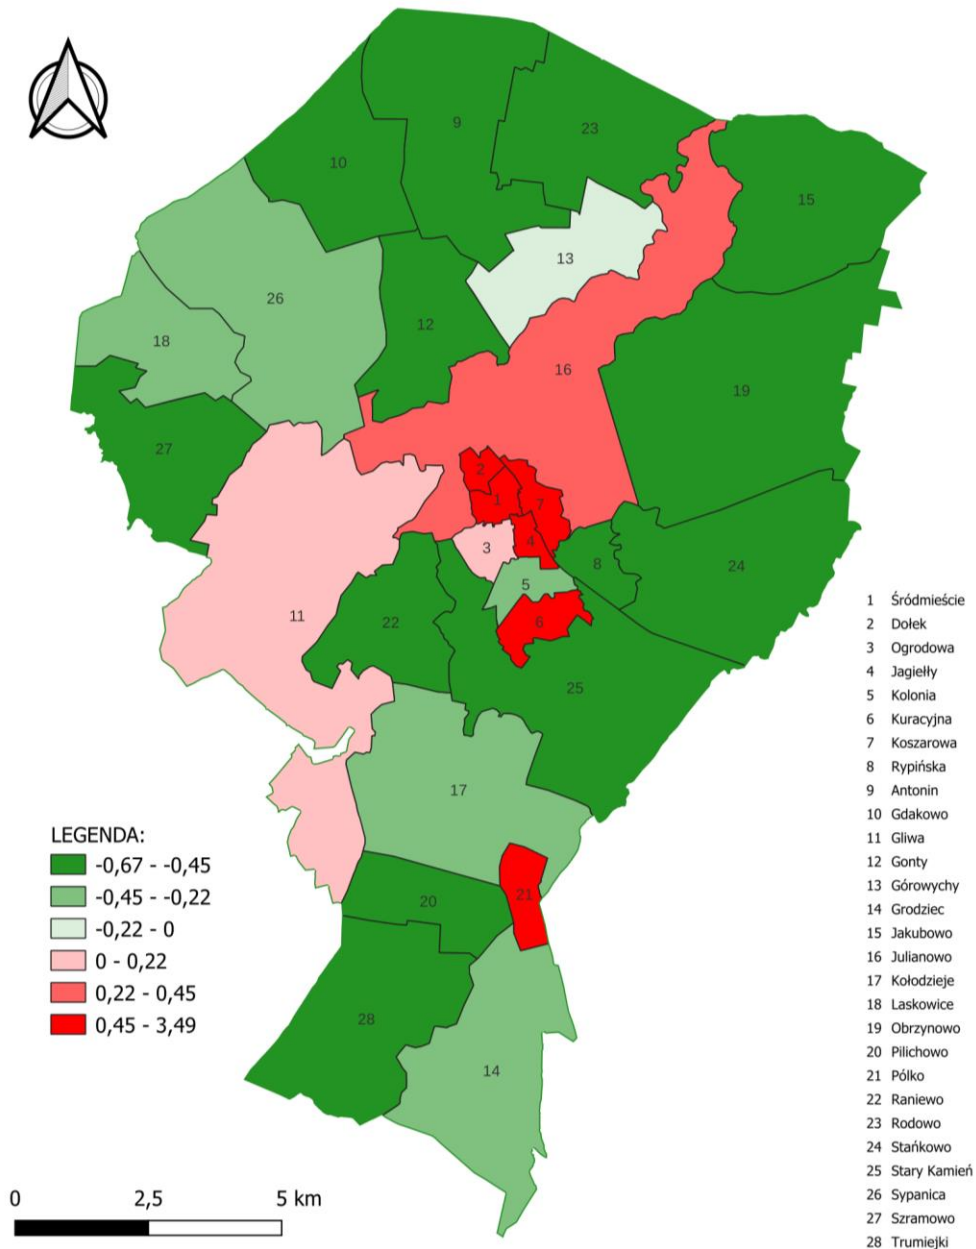 9
23
10
15
13
26
12
18
16
19
27
2
1
7
3
4
8
24
5
11
22
6
25
17
21
20
28
14
LEGENDA:
-0,67 - -0,45
-0,45 - -0,22
-0,22 - 0
0 - 0,22
0,22 - 0,45
0,45 - 3,49
0 2,5 5 km
1 Śródmieście
2 Dołek
3 Ogrodowa
4 Jagiełły
5 Kolonia
6 Kuracyjna
7 Koszarowa
8 Rypińska
9 Antonin
10 Gdakowo
11 Gliwa
12 Gonty
13 Górowychy
14 Grodziec
15 Jakubowo
16 Julianowo
17 Kołodzieje
18 Laskowice
19 Obrzynowo
20 Pilichowo
21 Pólko
22 Raniewo
23 Rodowo
24 Stańkowo
25 Stary Kamień
26 Sypanica
27 Szramowo
28 Trumiejki